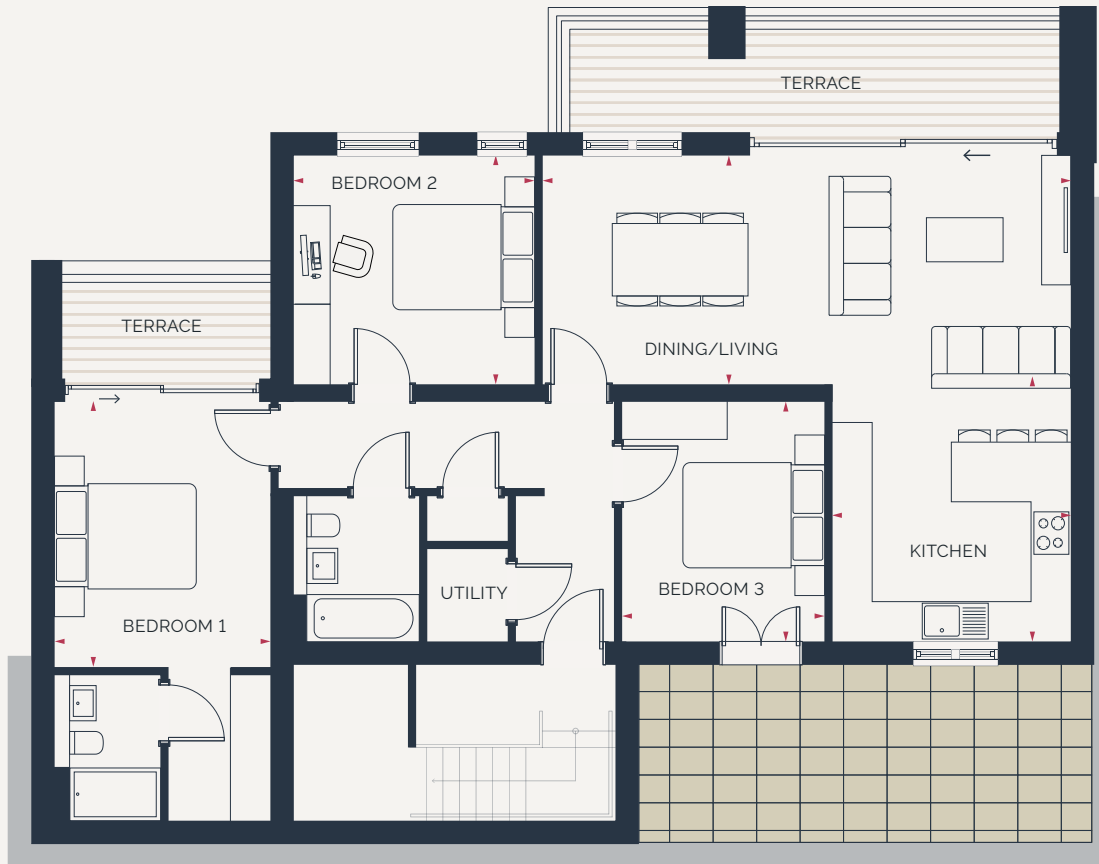 TERRACE
BEDROOM 2
TERRACE
DINING/LIVING
KITCHEN
UTILITY
BEDROOM 3
BEDROOM 1